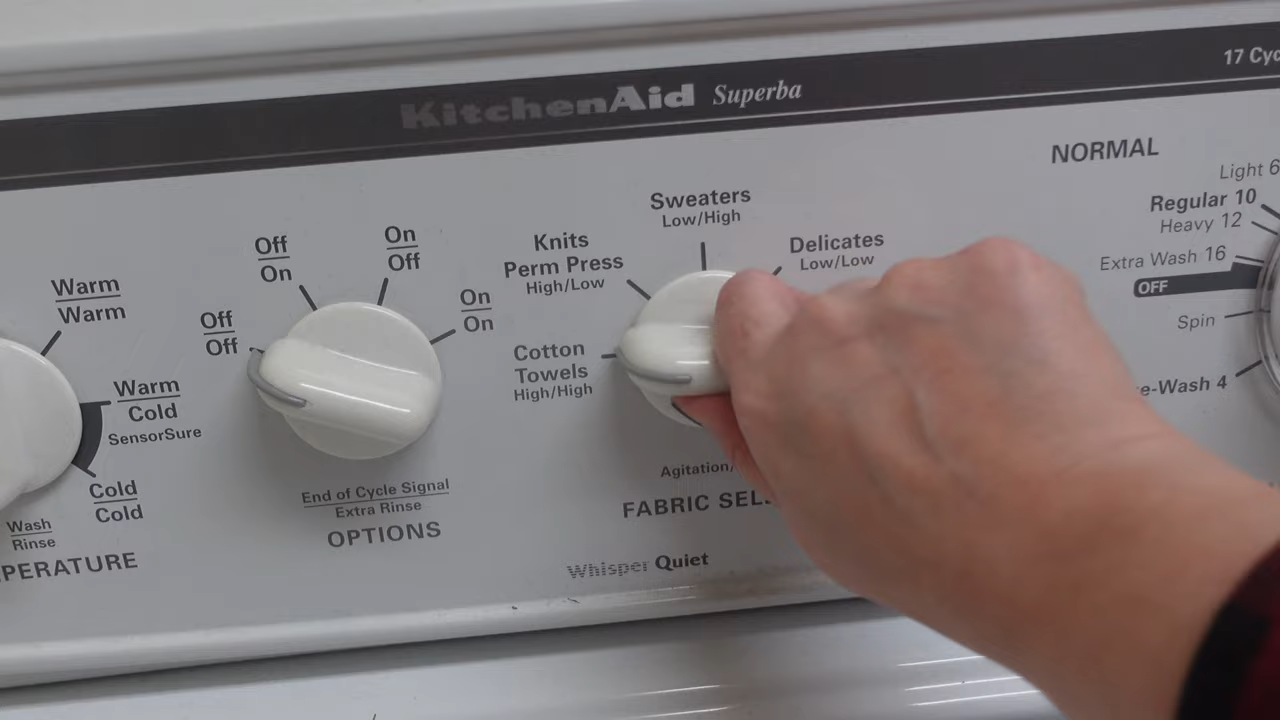 KitchenAid Superba
17 Cyc
NORMAL
Light 6
Regular 10
Heavy 12
Extra Wash 16
OFF
Spin
e-Wash 4
Warm
Warm
Warm
Cold
SensorSure
Cold
Cold
Wash
Rinse
PERATURE
Off
Off
Off
On
On
Off
On
On
End of Cycle Signal
Extra Rinse
OPTIONS
Cotton
Towels
High/High
Knits
Perm Press
High/Low
Sweaters
Low/High
Delicates
Low/Low
Agitation/
FABRIC SEL
Whisper Quiet